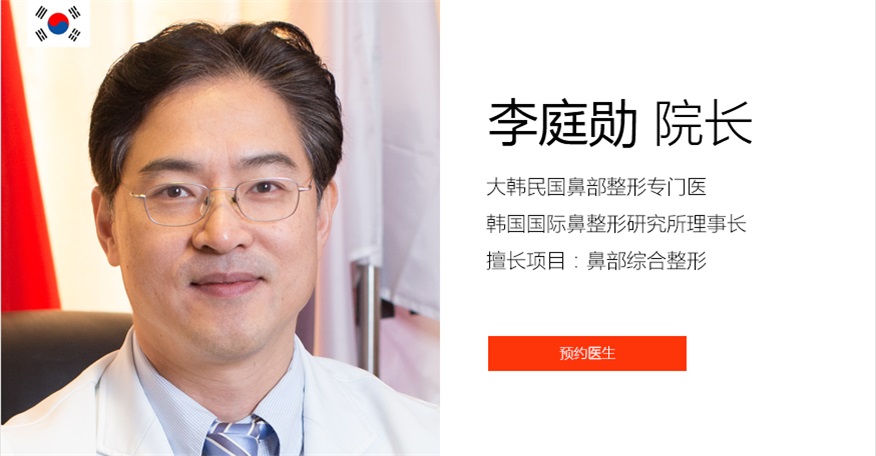 李庭勋 院长
大韩民国鼻部整形专门医
韩国国际鼻整形研究所理事长
擅长项目：鼻部综合整形
预约医生